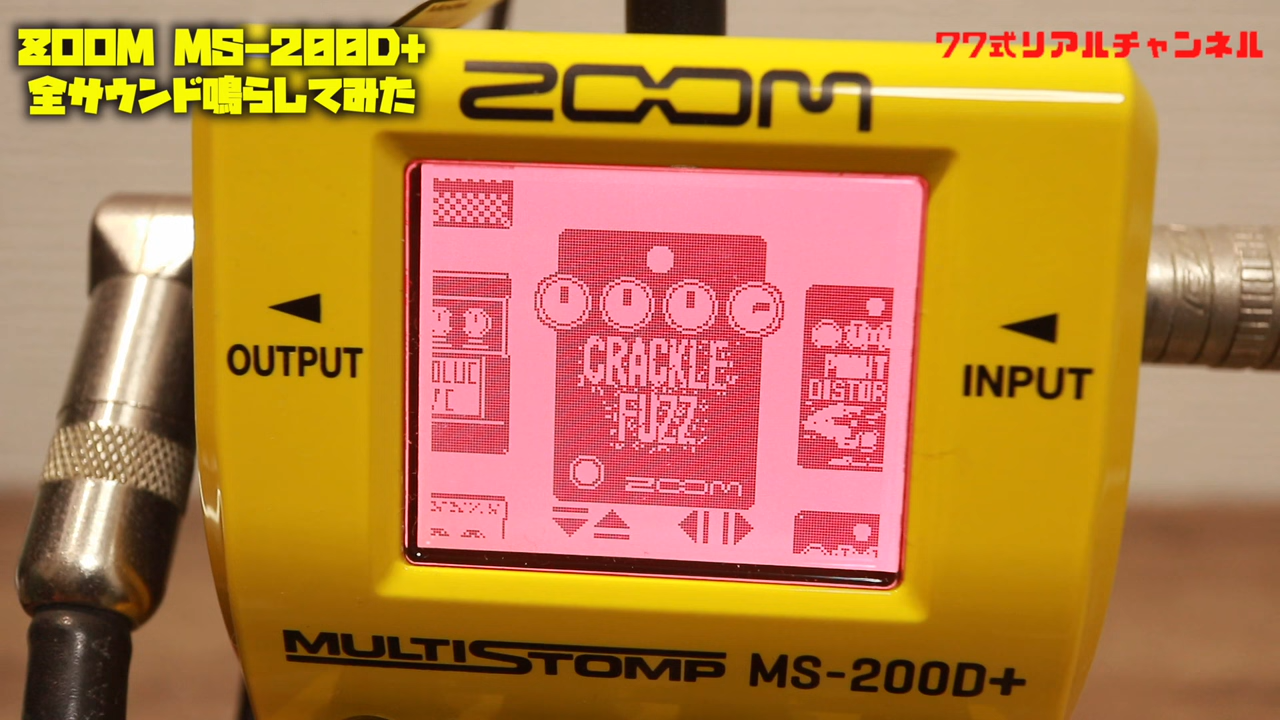 ZOOM MS-200D+
全サウンド鳴らしてみた
77式リアルチャンネル
ZOOM
OUTPUT
INPUT
CRACKLE
FUZZ
ZOOM
DISTOR
MULTISTOMP MS-200D+